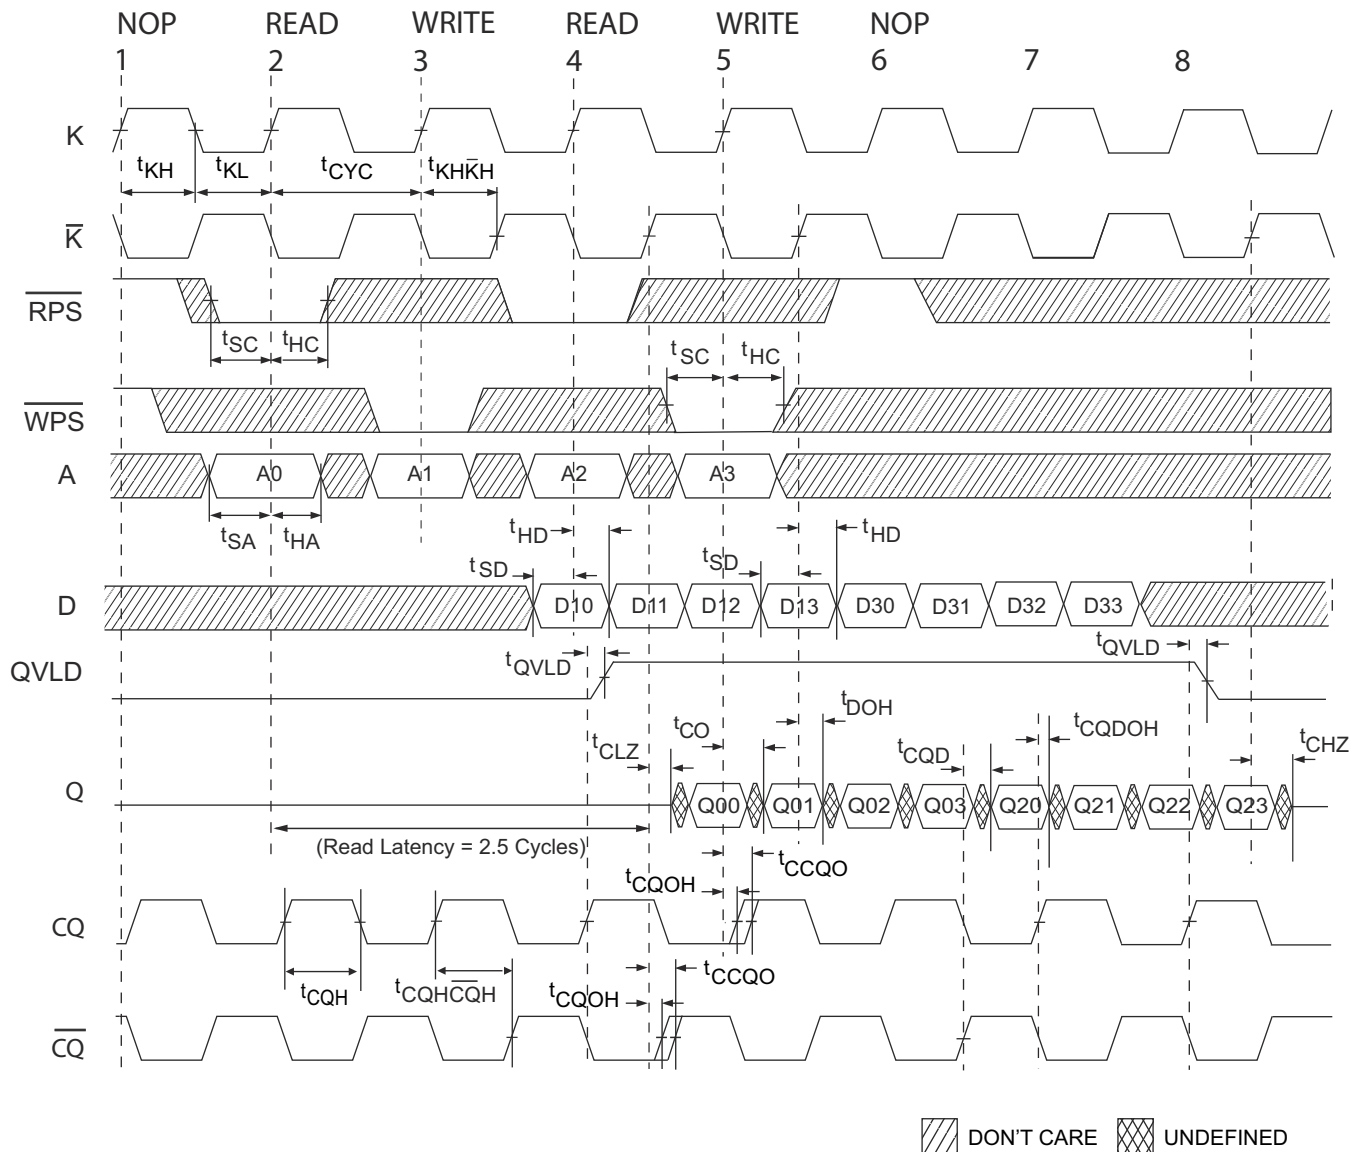 NOP READ WRITE READ WRITE NOP
1 2 3 4 5 6 7 8
K
tKH tKL tCYC tKHK̅H
K̅
R̅P̅S̅
tSC tHC
tSC tHC
W̅P̅S̅
A A0 A1 A2 A3
tSA tHA
tHD tHD
tSD tSD
D D10 D11 D12 D13 D30 D31 D32 D33
QVLD tQVLD tQVLD
tCLZ tCO tDOH tCQD tCQDOH tCHZ
Q Q00 Q01 Q02 Q03 Q20 Q21 Q22 Q23
(Read Latency = 2.5 Cycles)
tCQOH tCCQO
CQ
tCQH tCQHC̅Q̅H tCQOH tCCQO
C̅Q̅
DON'T CARE UNDEFINED